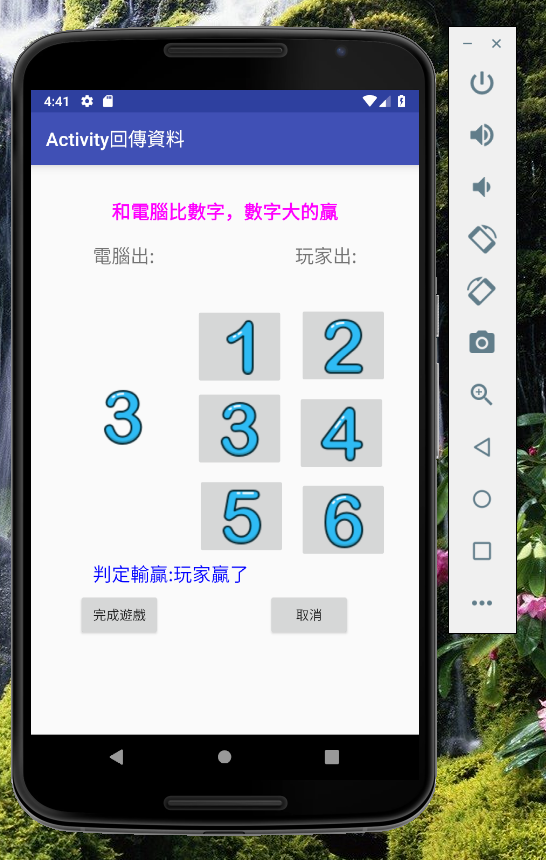 4:41
Activity回傳資料
和電腦比數字，數字大的贏
電腦出: 玩家出:
1 2
3
3 4
5 6
判定輸贏:玩家贏了
完成遊戲 取消